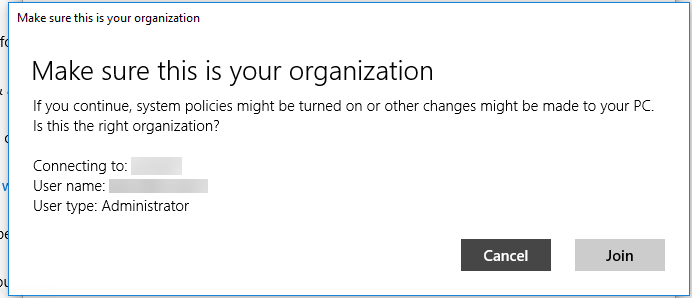 Make sure this is your organization
Make sure this is your organization
If you continue, system policies might be turned on or other changes might be made to your PC.
Is this the right organization?
Connecting to:
User name:
User type: Administrator
Cancel
Join